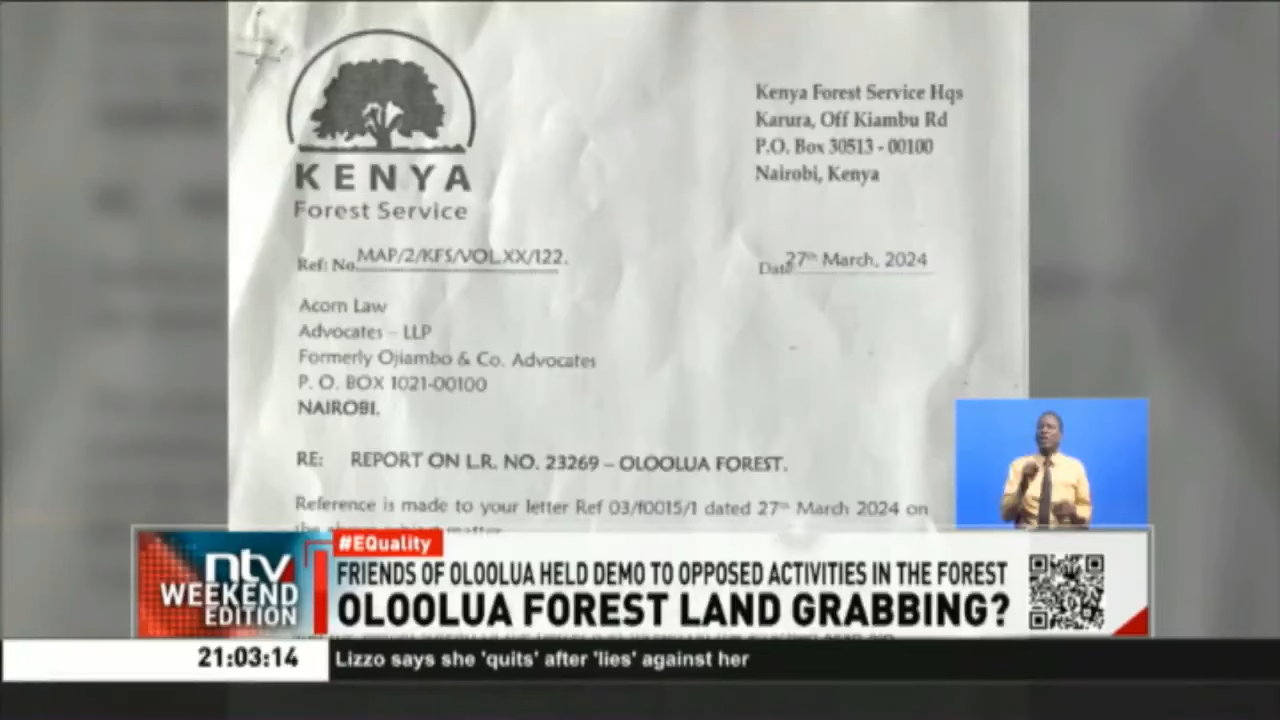 KENYA
Forest Service
Kenya Forest Service Hqs
Karura, Off Kiambu Rd
P.O. Box 30513 - 00100
Nairobi, Kenya
Ref: No. MAP/2/KFS/VOL.XX/122.
Date 27th March, 2024
Acorn Law
Advocates – LLP
Formerly Ojiambo & Co. Advocates
P. O. BOX 1021-00100
NAIROBI.
RE: REPORT ON L.R. NO. 23269 – OLOOLUA FOREST.
Reference is made to your letter Ref 03/f0015/1 dated 27th March 2024 on
matter
ntv
WEEKEND
EDITION
#EQuality
FRIENDS OF OLOOLUA HELD DEMO TO OPPOSED ACTIVITIES IN THE FOREST
OLOOLUA FOREST LAND GRABBING?
21:03:14
Lizzo says she 'quits' after 'lies' against her